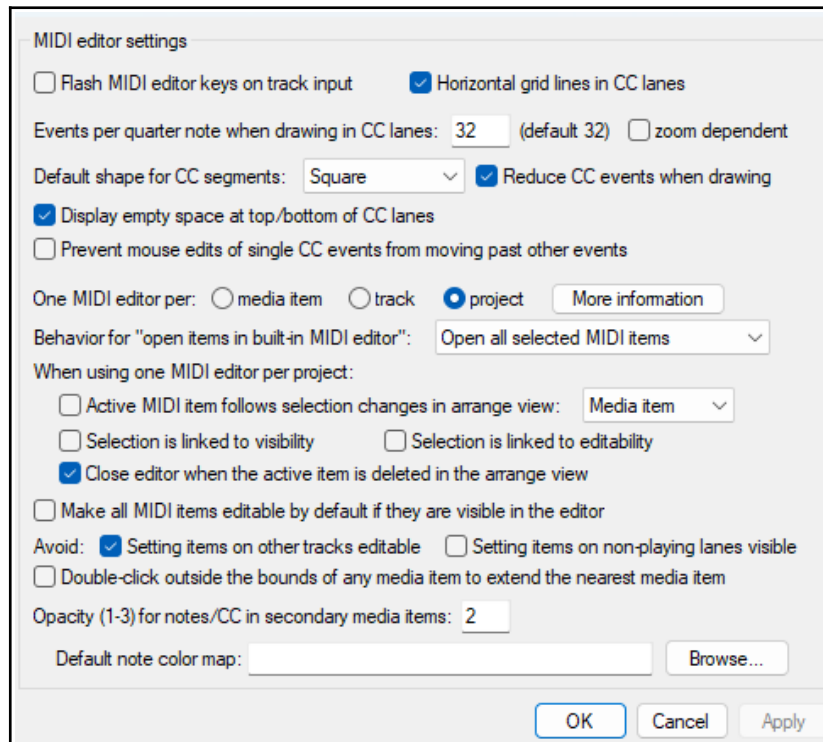 MIDI editor settings
Flash MIDI editor keys on track input Horizontal grid lines in CC lanes
Events per quarter note when drawing in CC lanes: 32 (default 32) zoom dependent
Default shape for CC segments: Square Reduce CC events when drawing
Display empty space at top/bottom of CC lanes
Prevent mouse edits of single CC events from moving past other events
One MIDI editor per: media item track project More information
Behavior for "open items in built-in MIDI editor": Open all selected MIDI items
When using one MIDI editor per project:
Active MIDI item follows selection changes in arrange view: Media item
Selection is linked to visibility Selection is linked to editability
Close editor when the active item is deleted in the arrange view
Make all MIDI items editable by default if they are visible in the editor
Avoid: Setting items on other tracks editable Setting items on non-playing lanes visible
Double-click outside the bounds of any media item to extend the nearest media item
Opacity (1-3) for notes/CC in secondary media items: 2
Default note color map: Browse...
OK Cancel Apply